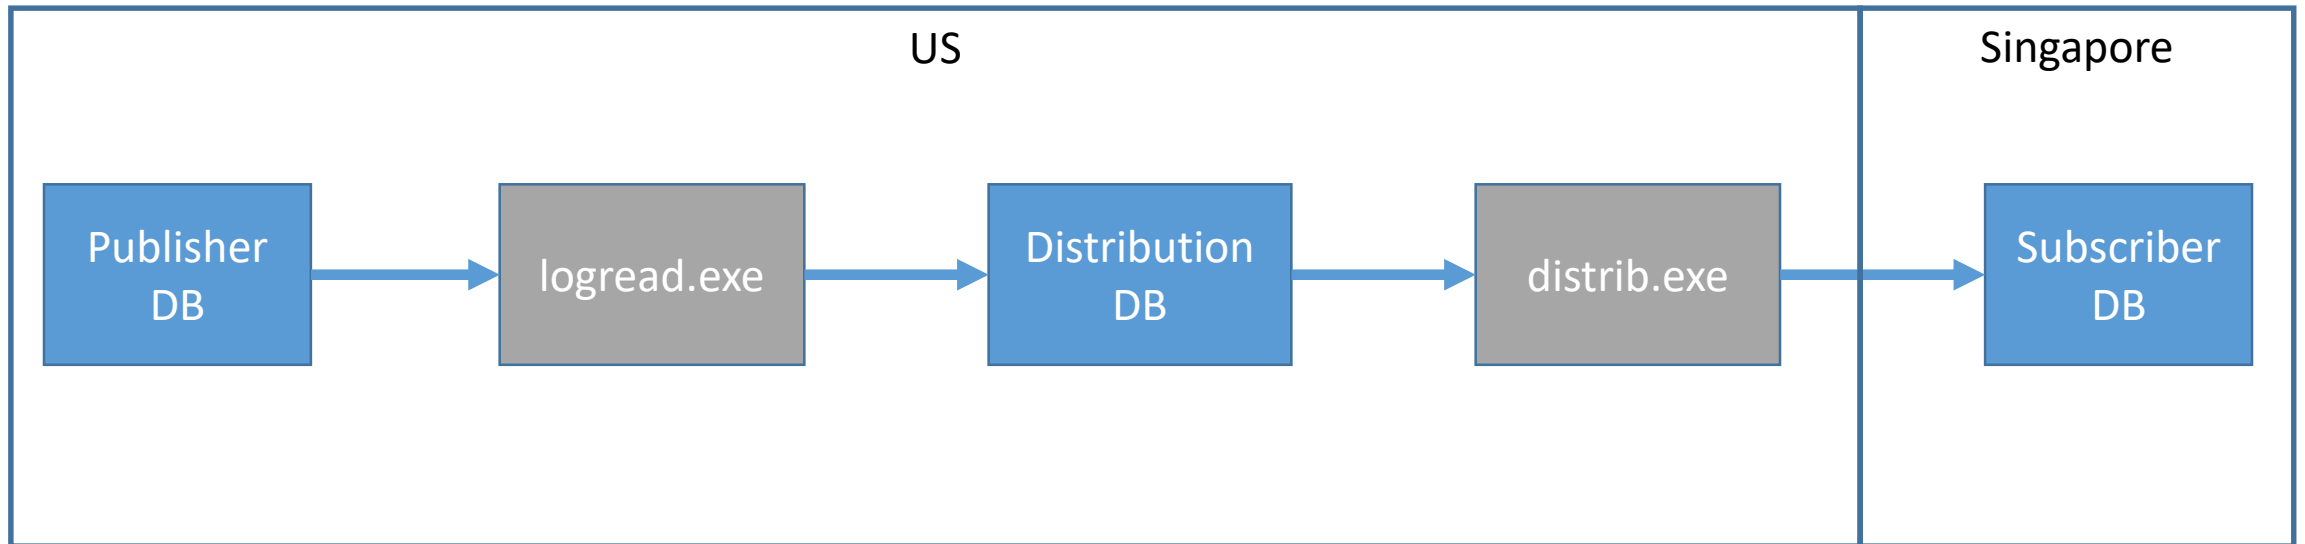 US
Singapore
Publisher
DB
logread.exe
Distribution
DB
distrib.exe
Subscriber
DB